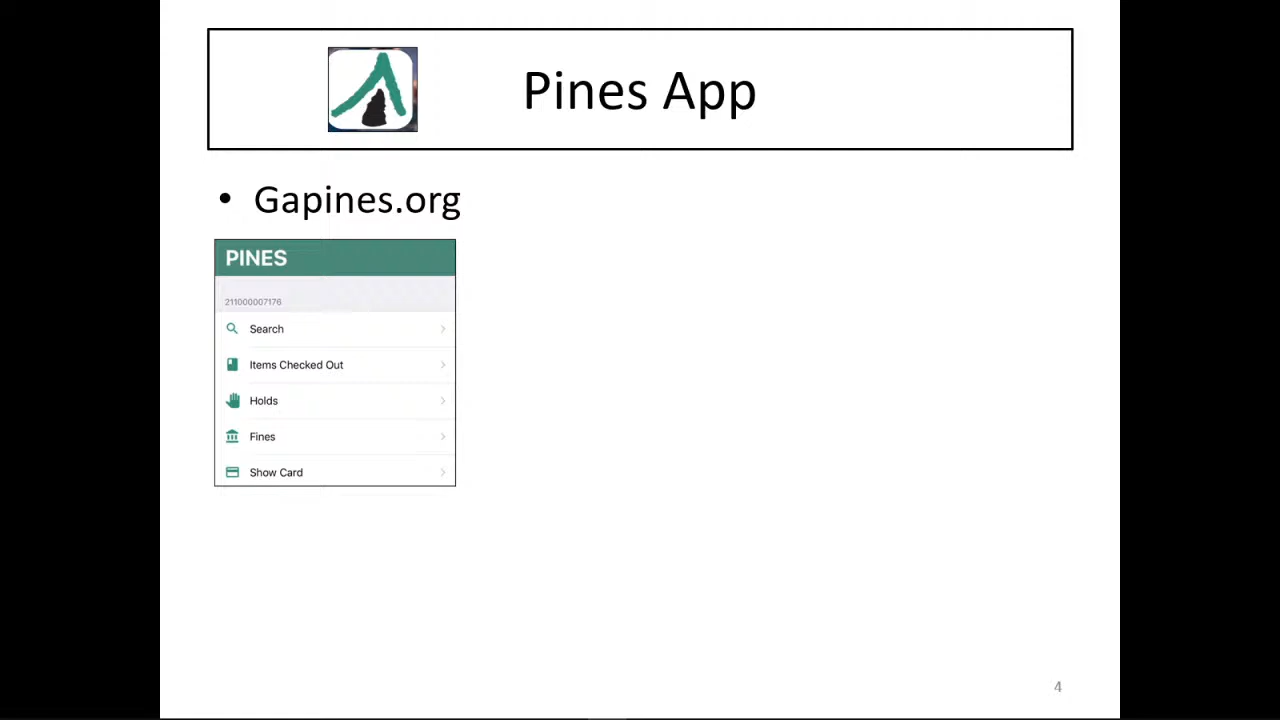 Pines App
• Gapines.org
PINES
211000007176
Search
Items Checked Out
Holds
Fines
Show Card
4